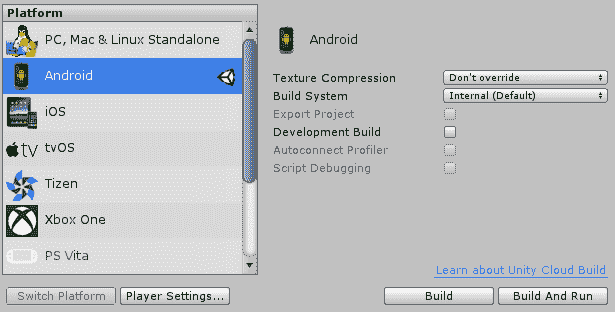 Platform
PC, Mac & Linux Standalone
Android
iOS
tv tvOS
Tizen
Xbox One
PS Vita
Android
Texture Compression Don't override
Build System Internal (Default)
Export Project
Development Build
Autoconnect Profiler
Script Debugging
Learn about Unity Cloud Build
Switch Platform Player Settings... Build Build And Run